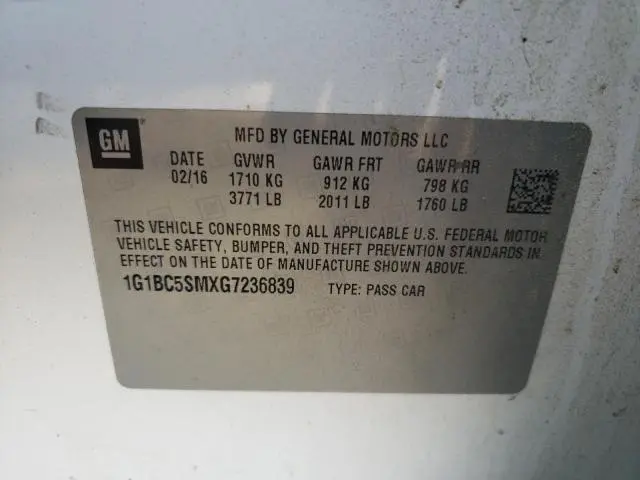 GM
MFD BY GENERAL MOTORS LLC
DATE GVWR GAWR FRT GAWR RR
02/16 1710 KG 912 KG 798 KG
3771 LB 2011 LB 1760 LB
THIS VEHICLE CONFORMS TO ALL APPLICABLE U.S. FEDERAL MOTOR
VEHICLE SAFETY, BUMPER, AND THEFT PREVENTION STANDARDS IN
EFFECT ON THE DATE OF MANUFACTURE SHOWN ABOVE.
1G1BC5SMXG7236839 TYPE: PASS CAR